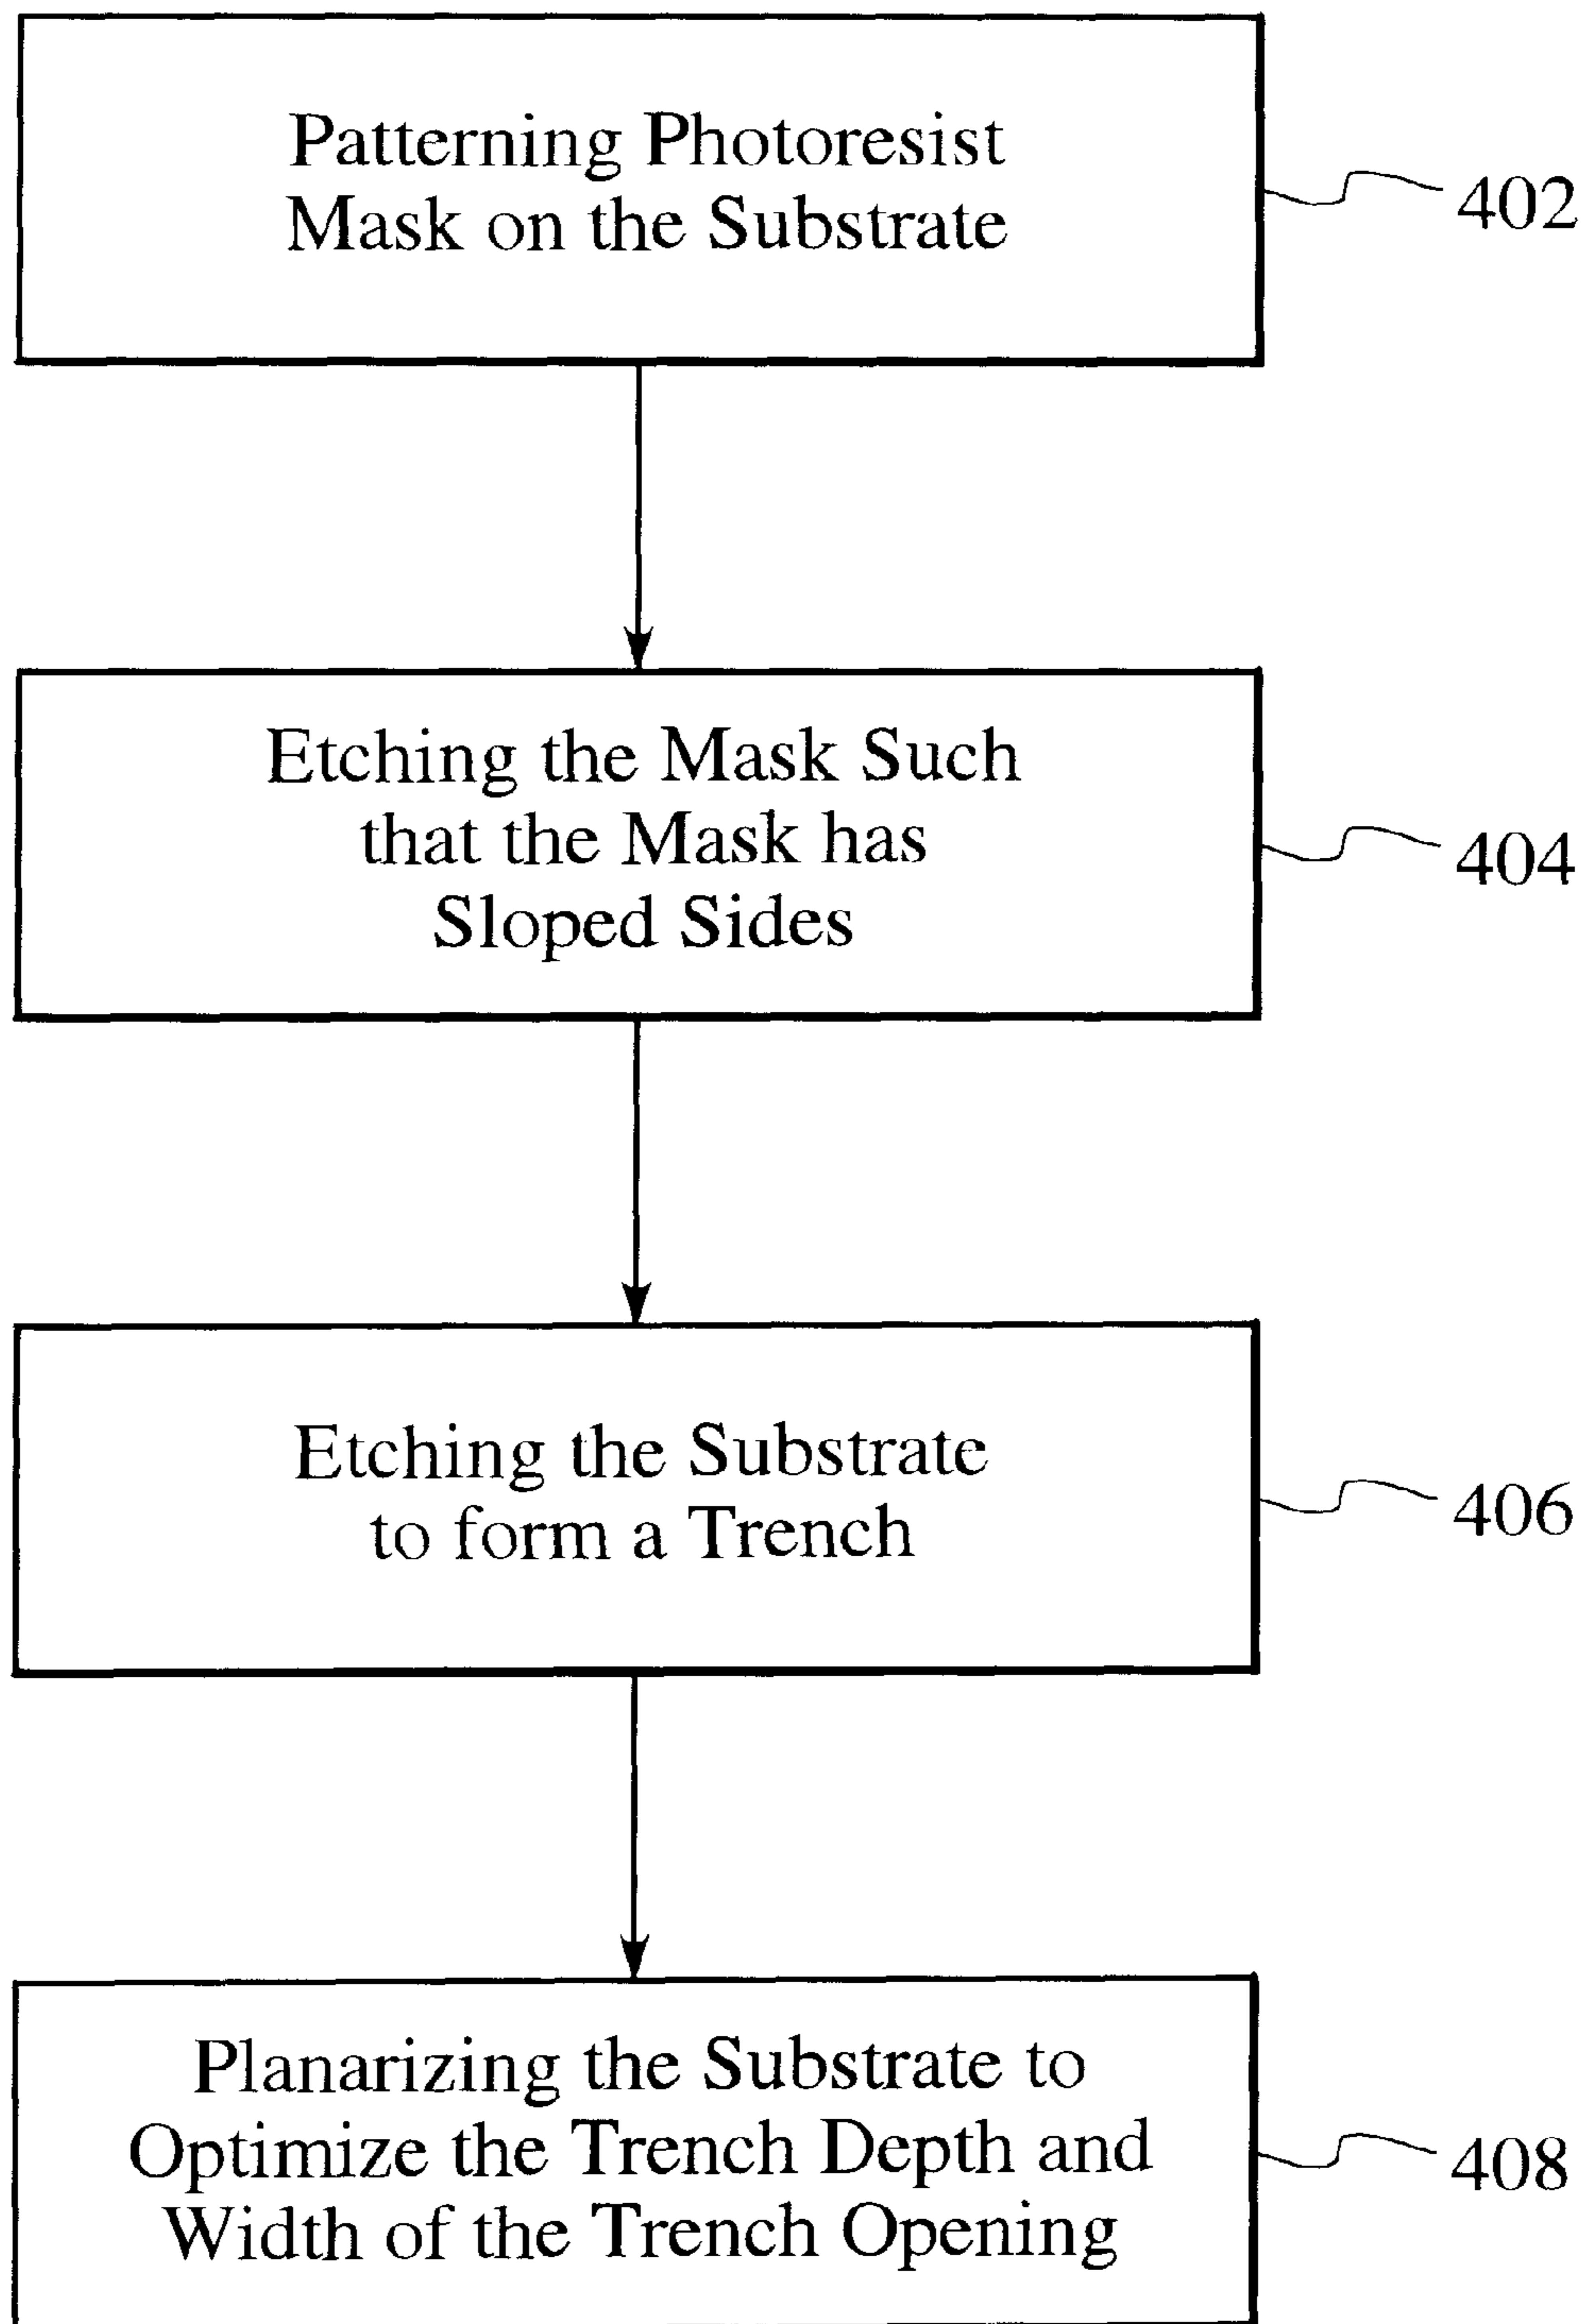 Patterning Photoresist
Mask on the Substrate
402
Etching the Mask Such
that the Mask has
Sloped Sides
404
Etching the Substrate
to form a Trench
406
Planarizing the Substrate to
Optimize the Trench Depth and
Width of the Trench Opening
408